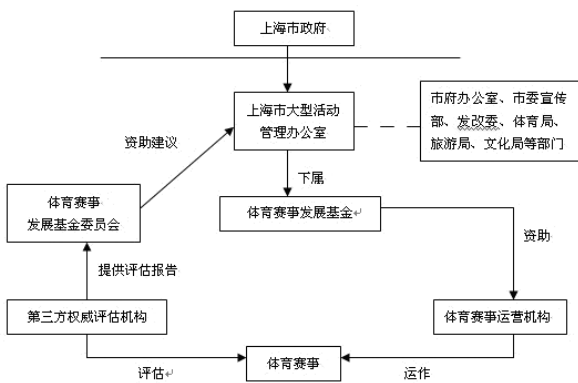 上海市政府
上海市大型活动
管理办公室
市府办公室、市委宣传
部、发改委、体育局、
旅游局、文化局等部门
资助建议
下属
体育赛事
发展基金委员会
体育赛事发展基金
资助
提供评估报告
第三方权威评估机构
体育赛事运营机构
评估
体育赛事
运作